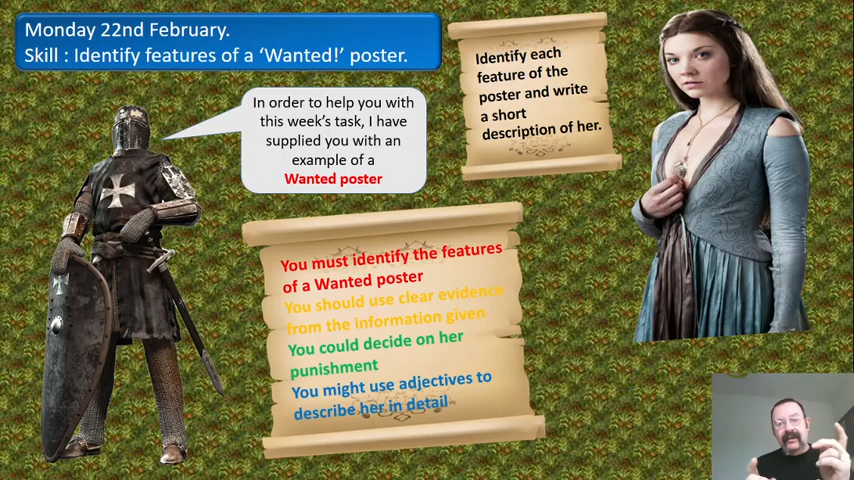 Monday 22nd February.
Skill : Identify features of a ‘Wanted!’ poster.
In order to help you with
this week’s task, I have
supplied you with an
example of a
Wanted poster
Identify each
feature of the
poster and write
a short
description of her.
You must identify the features
of a Wanted poster
You should use clear evidence
from the information given
You could decide on her
punishment
You might use adjectives to
describe her in detail